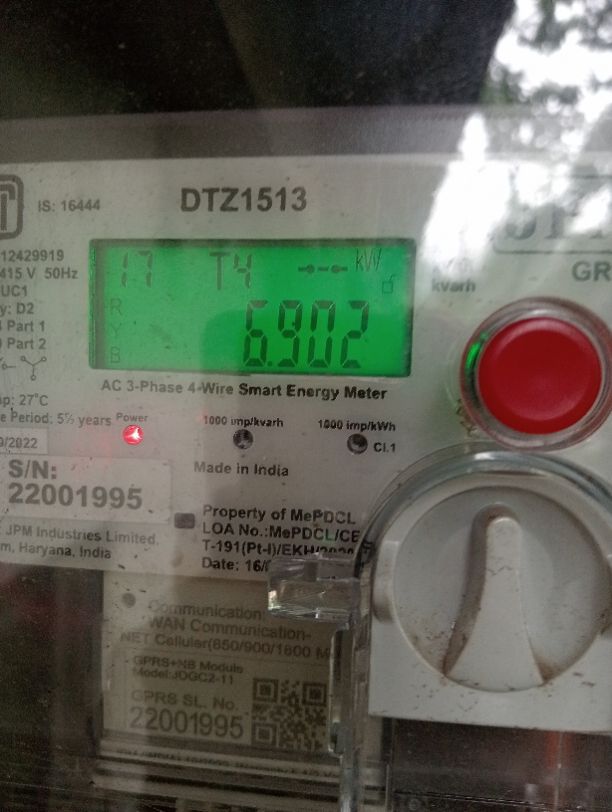 IS: 16444
DTZ1513
12429919
415 V 50Hz
UC1
y: D2
Part 1
Part 2
17 T4 kW
R
Y
B
6.902
kvarh
GR
AC 3-Phase 4-Wire Smart Energy Meter
p: 27°C
e Period: 5½ years
Power
1000 imp/kvarh
1000 imp/kWh
Cl.1
9/2022
S/N:
22001995
Made in India
JPM Industries Limited,
m, Haryana, India
Property of MePDCL
LOA No.:MePDCL/CE
T-191(Pt-I)/EKH/2020
Date: 16/
Communication:
WAN Communication-
NET Celluler(850/900/1800 M
GPRS+NB Module
Model:JOGC2-11
GPRS SL. No.
22001995